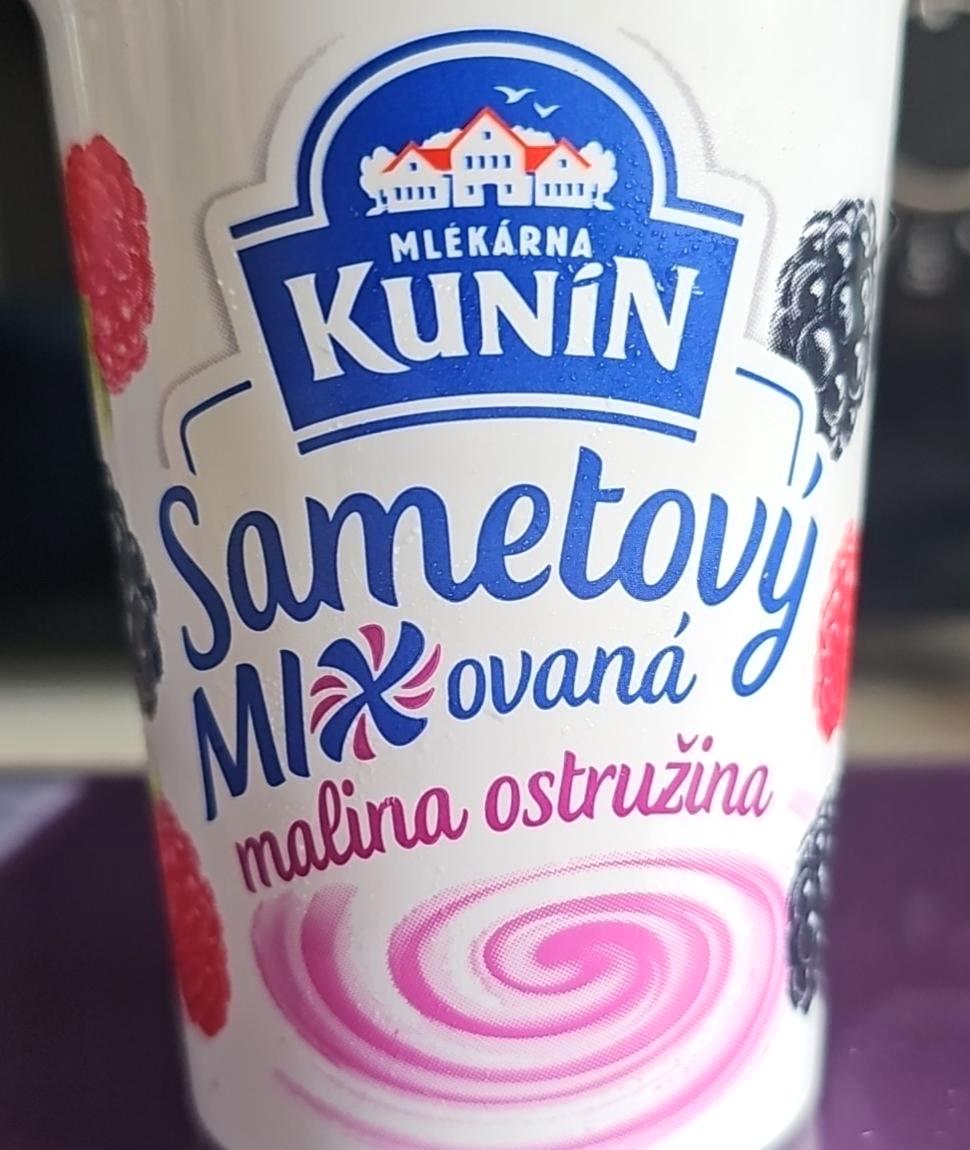 MLÉKÁRNA
KUNÍN
Sametový
MIXovaná
malina ostružina